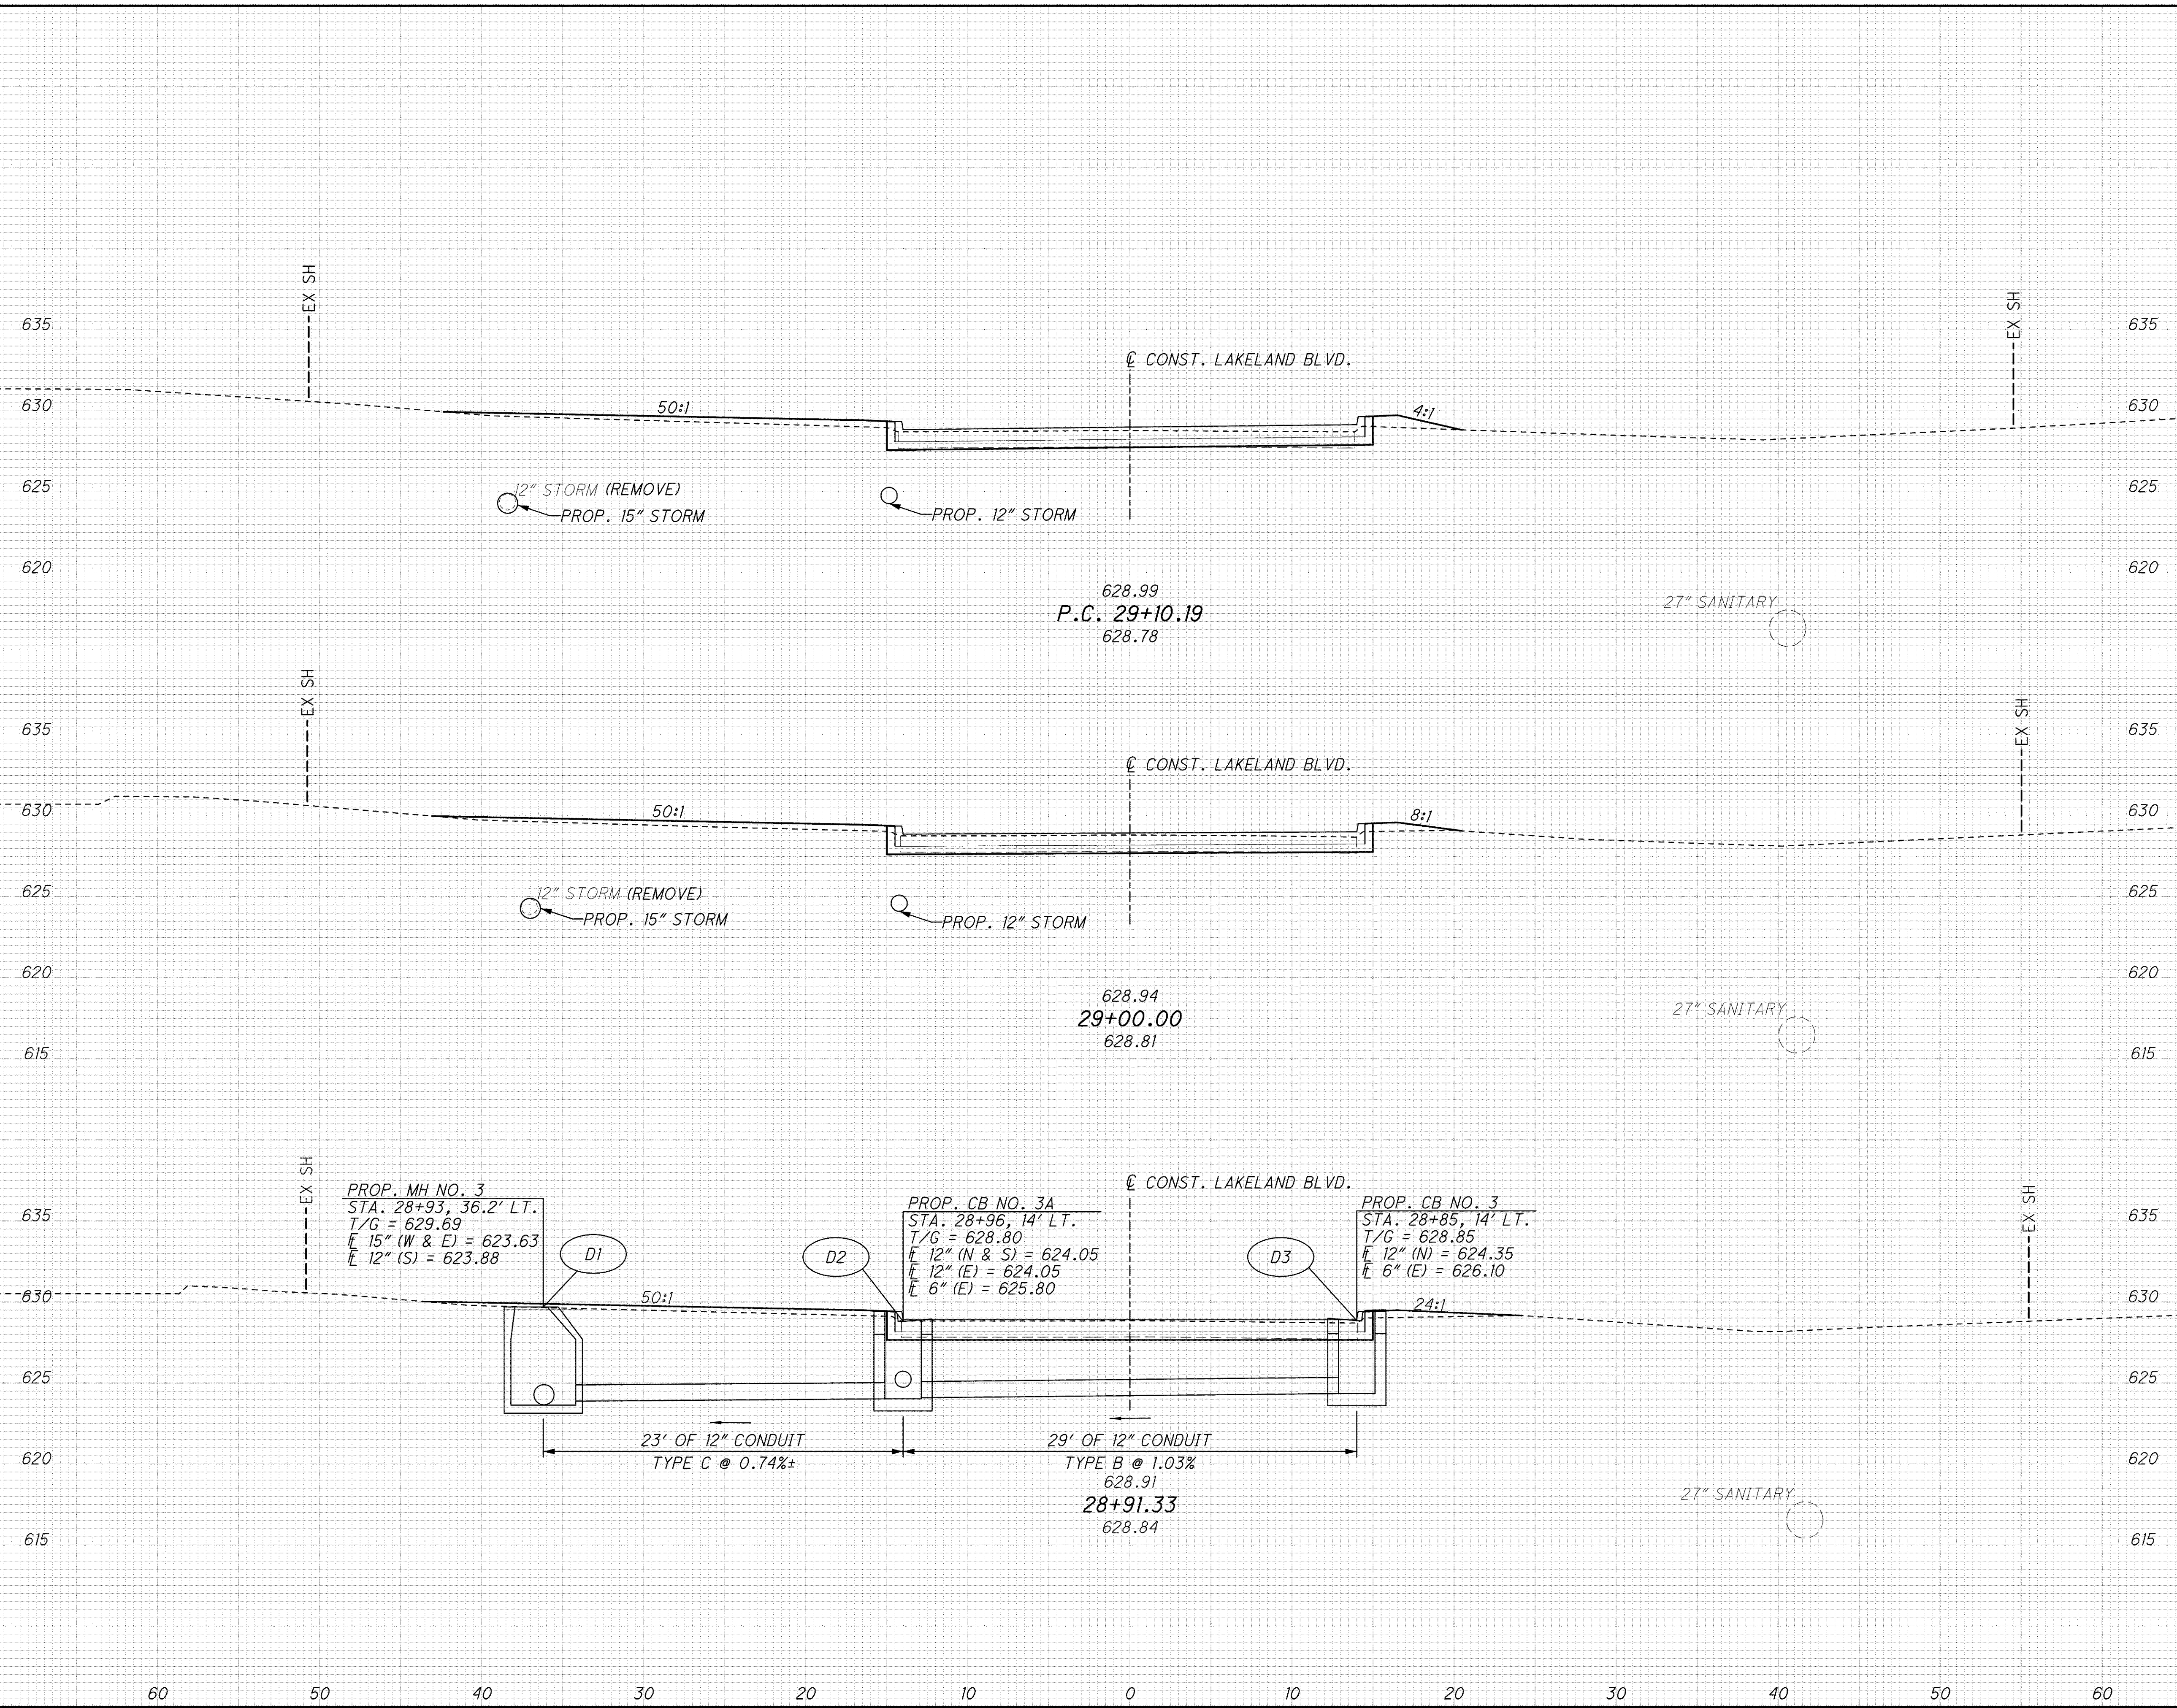 EX SH
EX SH
635
635
℄ CONST. LAKELAND BLVD.
630
50:1
4:1
630
625
12" STORM (REMOVE)
625
PROP. 15" STORM
PROP. 12" STORM
620
620
628.99
P.C. 29+10.19
628.78
27" SANITARY
EX SH
EX SH
635
635
℄ CONST. LAKELAND BLVD.
630
50:1
8:1
630
625
12" STORM (REMOVE)
625
PROP. 15" STORM
PROP. 12" STORM
620
620
628.94
29+00.00
628.81
27" SANITARY
615
615
EX SH
EX SH
PROP. MH NO. 3
STA. 28+93, 36.2' LT.
T/G = 629.69
FL 15" (W & E) = 623.63
FL 12" (S) = 623.88
℄ CONST. LAKELAND BLVD.
PROP. CB NO. 3A
STA. 28+96, 14' LT.
T/G = 628.80
FL 12" (N & S) = 624.05
FL 12" (E) = 624.05
FL 6" (E) = 625.80
PROP. CB NO. 3
STA. 28+85, 14' LT.
T/G = 628.85
FL 12" (N) = 624.35
FL 6" (E) = 626.10
635
635
D1
D2
D3
630
50:1
24:1
630
625
625
23' OF 12" CONDUIT
TYPE C @ 0.74%±
29' OF 12" CONDUIT
TYPE B @ 1.03%
620
620
628.91
28+91.33
628.84
27" SANITARY
615
615
60 50 40 30 20 10 0 10 20 30 40 50 60